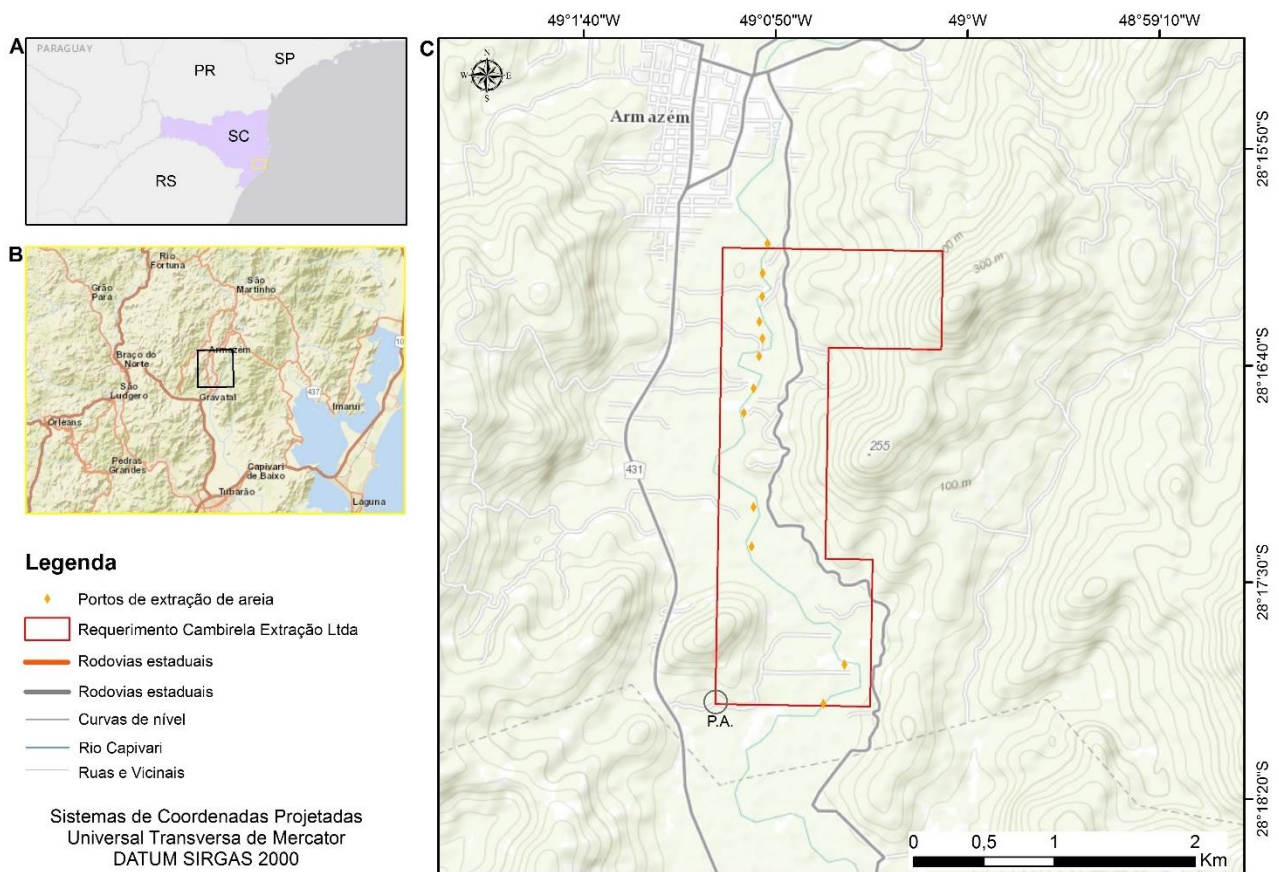 A
PARAGUAY
PR
SP
SC
RS
B
Rio
Fortuna
São
Martinho
Grão
Pará
Armazém
Braço do
Norte
São
Ludgero
Gravatal
437
Imaruí
Orleans
Pedras
Grandes
Capivari
de Baixo
Tubarão
Laguna
10
Legenda
Portos de extração de areia
Requerimento Cambirela Extração Ltda
Rodovias estaduais
Rodovias estaduais
Curvas de nível
Rio Capivari
Ruas e Vicinais
Sistemas de Coordenadas Projetadas
Universal Transversa de Mercator
DATUM SIRGAS 2000
C
49°1'40"W
49°0'50"W
49°W
48°59'10"W
N
W
E
S
Armazém
28°15'50"S
300 m
28°16'40"S
255
431
100 m
28°17'30"S
P.A.
28°18'20"S
0 0,5 1 2
Km